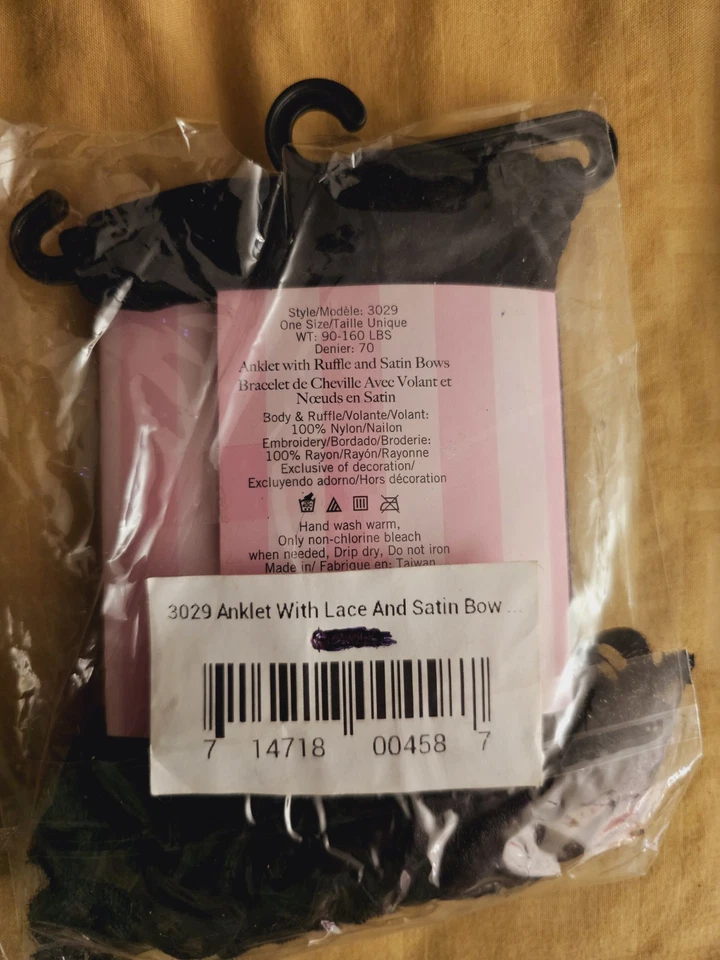 Style/Modèle: 3029
One Size/Taille Unique
WT: 90-160 LBS
Denier: 70
Anklet with Ruffle and Satin Bows
Bracelet de Cheville Avec Volant et
Nœuds en Satin
Body & Ruffle/Volante/Volant:
100% Nylon/Nailon
Embroidery/Bordado/Broderie:
100% Rayon/Rayón/Rayonne
Exclusive of decoration/
Excluyendo adorno/Hors décoration
Hand wash warm,
Only non-chlorine bleach
when needed, Drip dry, Do not iron
Made in/ Fabrique en: Taiwan
3029 Anklet With Lace And Satin Bow ...
7 14718 00458 7